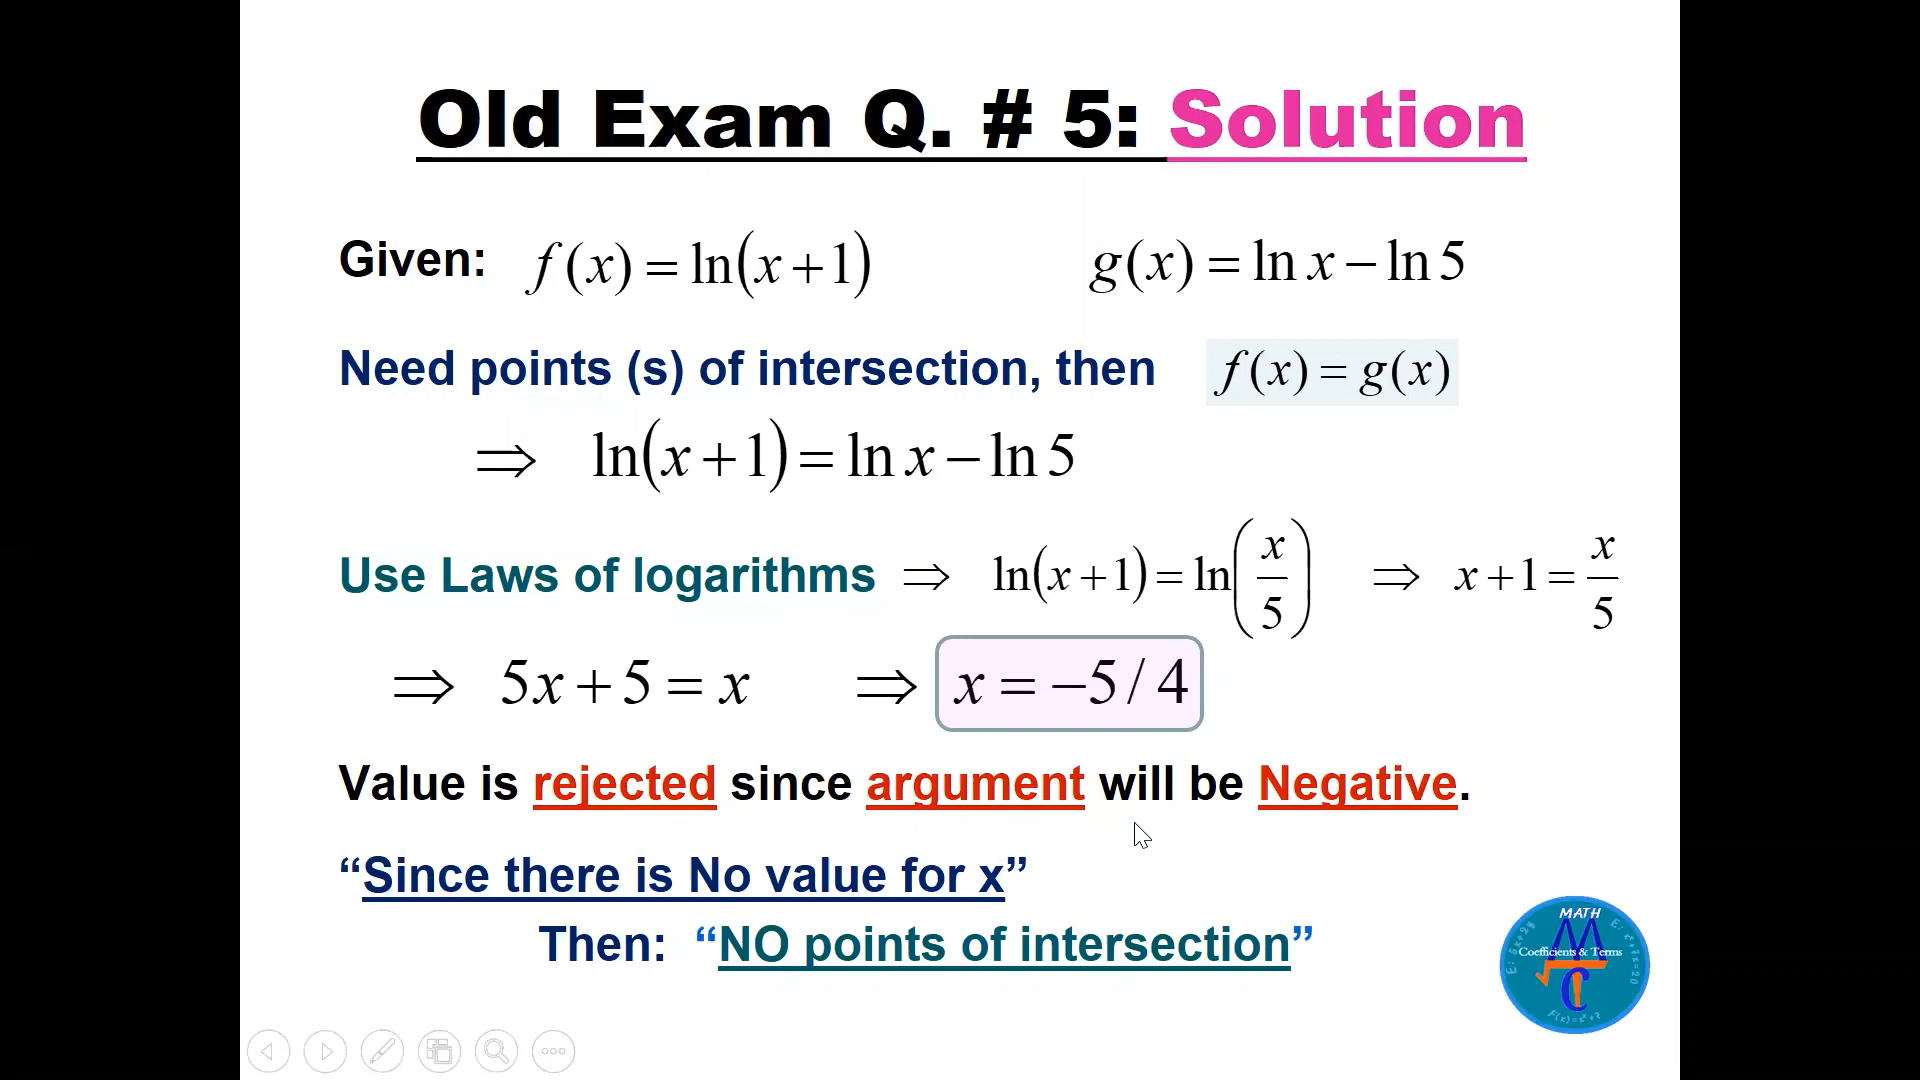 Old Exam Q. # 5: Solution
Given: f(x) = ln(x+1) g(x) = ln x − ln 5
Need points (s) of intersection, then f(x) = g(x)
⇒ ln(x+1) = ln x − ln 5
Use Laws of logarithms ⇒ ln(x+1) = ln(x/5) ⇒ x+1 = x/5
⇒ 5x+5 = x ⇒ x = −5/4
Value is rejected since argument will be Negative.
“Since there is No value for x”
Then: “NO points of intersection”
MATH
Coefficients & Terms